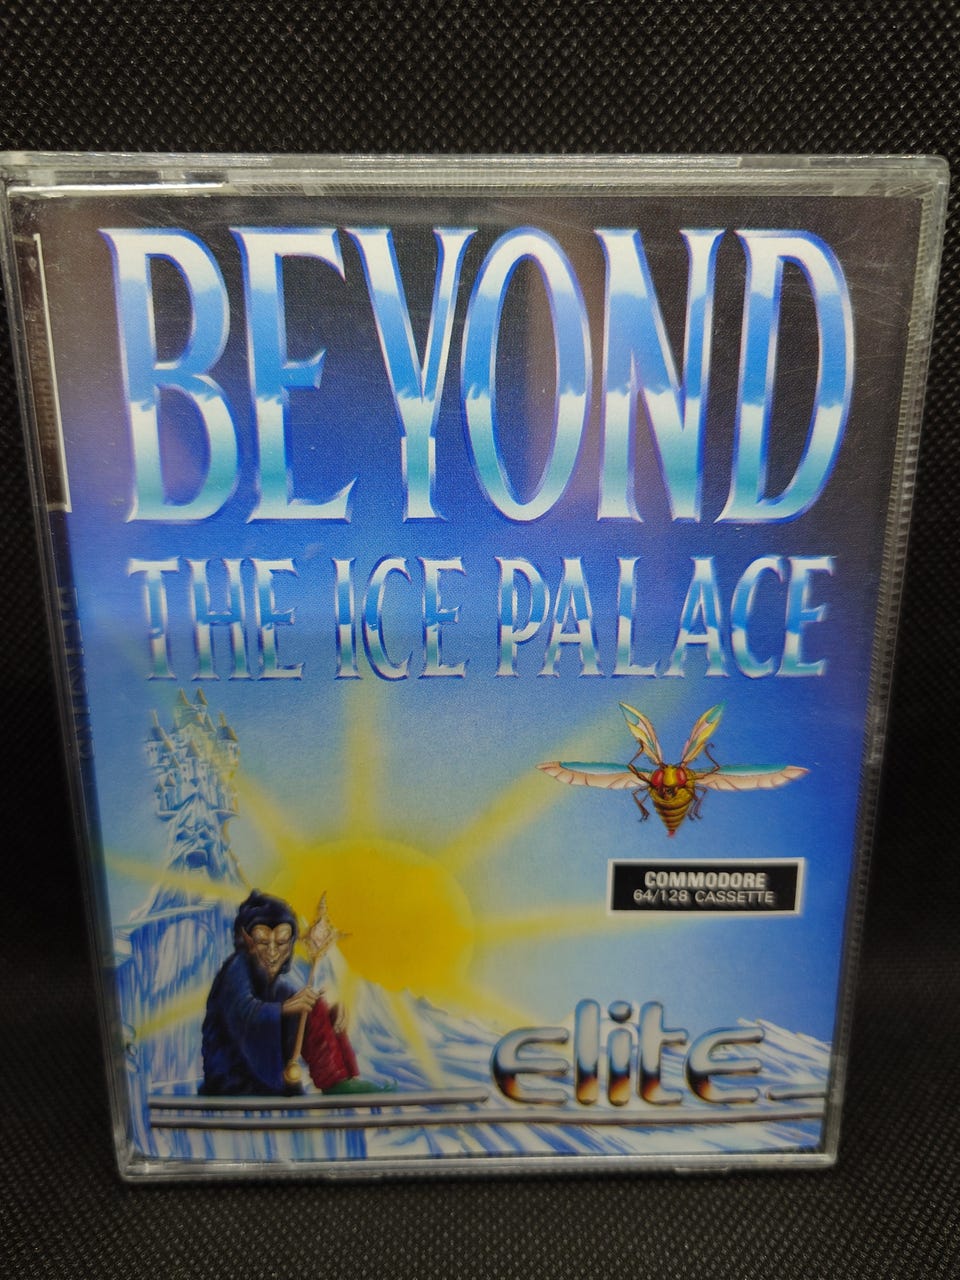 BEYOND
THE ICE PALACE
COMMODORE
64/128 CASSETTE
elite